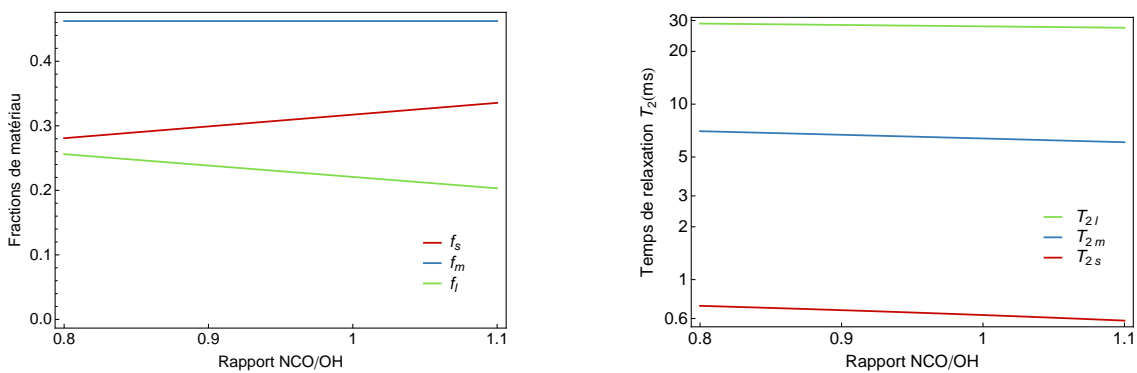 Fractions de matériau
0.4
0.3
0.2
0.1
0.0
f_s
f_m
f_l
0.8 0.9 1 1.1
Rapport NCO/OH
Temps de relaxation T_2(ms)
30
20
10
5
3
2
1
0.6
T_2 l
T_2 m
T_2 s
0.8 0.9 1 1.1
Rapport NCO/OH